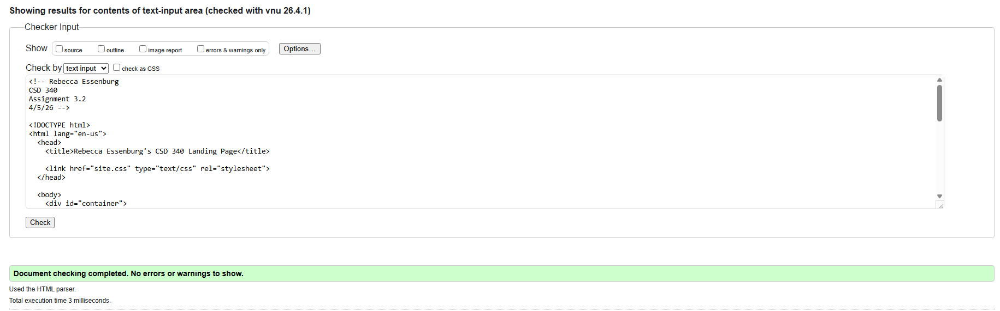 Showing results for contents of text-input area (checked with vnu 26.4.1)
Checker Input
Show source outline image report errors & warnings only Options...
Check by text input check as CSS
<!-- Rebecca Essenburg
CSD 340
Assignment 3.2
4/5/26 -->
<!DOCTYPE html>
<html lang="en-us">
<head>
<title>Rebecca Essenburg's CSD 340 Landing Page</title>
<link href="site.css" type="text/css" rel="stylesheet">
</head>
<body>
<div id="container">
Check
Document checking completed. No errors or warnings to show.
Used the HTML parser.
Total execution time 3 milliseconds.